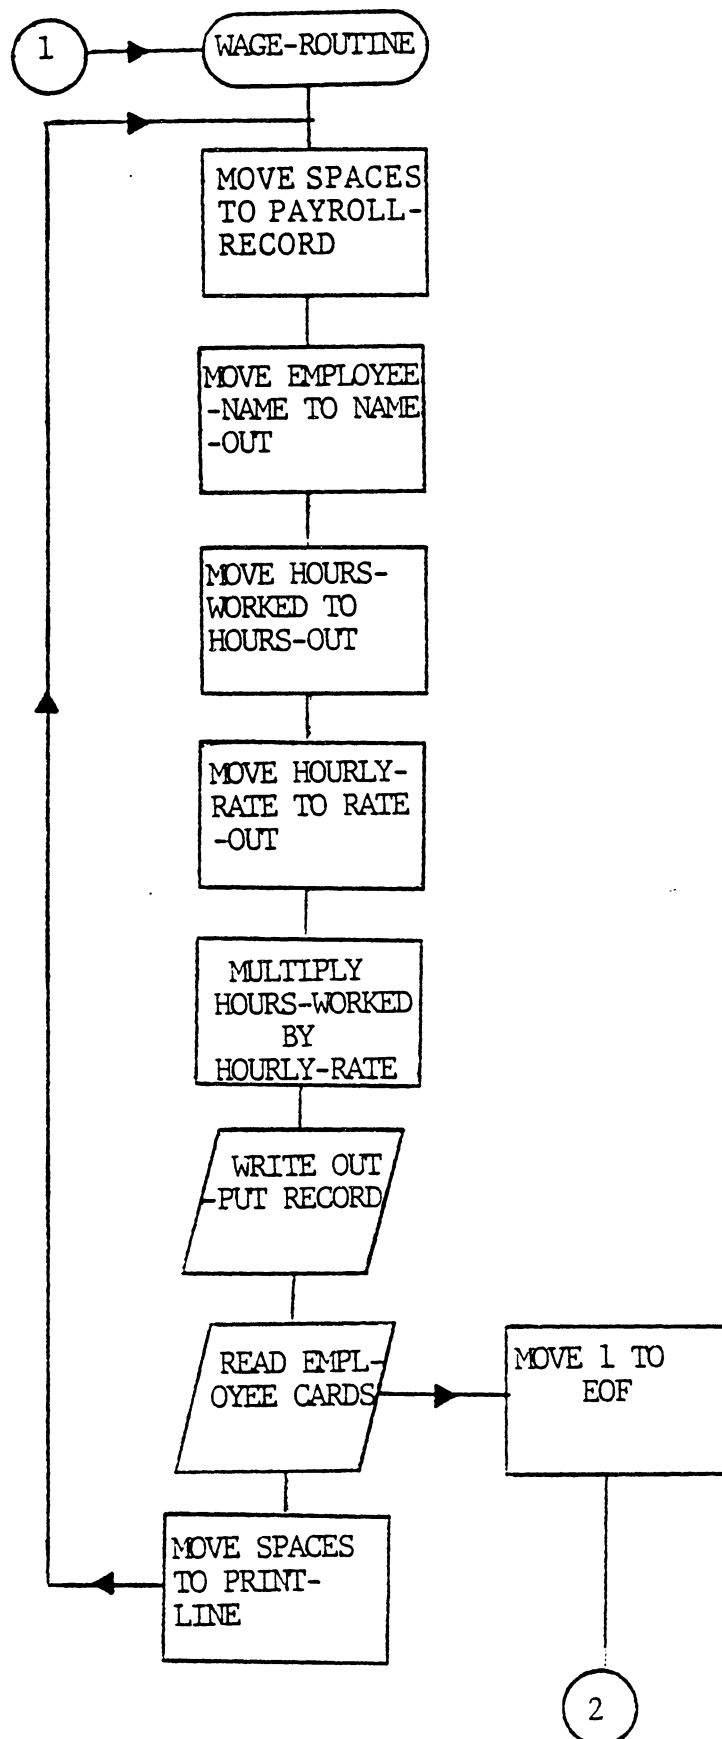 1
WAGE-ROUTINE
MOVE SPACES
TO PAYROLL-
RECORD
MOVE EMPLOYEE
-NAME TO NAME
-OUT
MOVE HOURS-
WORKED TO
HOURS-OUT
MOVE HOURLY-
RATE TO RATE
-OUT
MULTIPLY
HOURS-WORKED
BY
HOURLY-RATE
WRITE OUT
-PUT RECORD
READ EMPL-
OYEE CARDS
MOVE 1 TO
EOF
MOVE SPACES
TO PRINT-
LINE
2